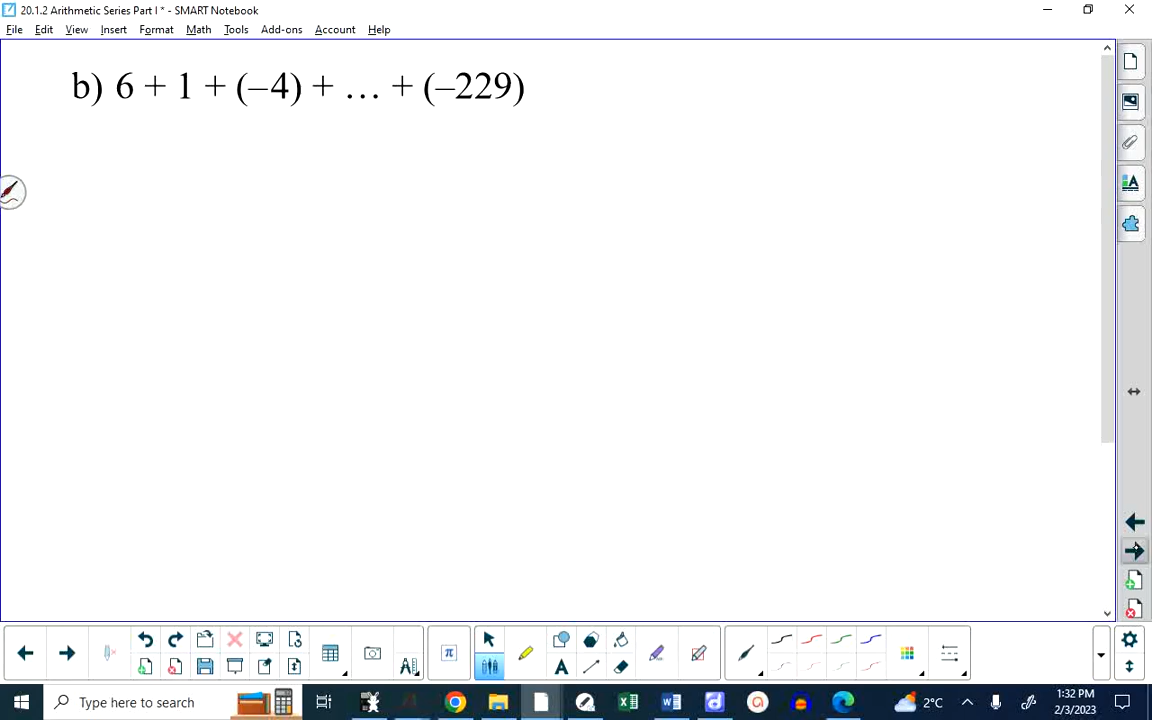 20.1.2 Arithmetic Series Part I * - SMART Notebook
File Edit View Insert Format Math Tools Add-ons Account Help
b) 6 + 1 + (–4) + … + (–229)
π
A
Type here to search
2°C
1:32 PM
2/3/2023